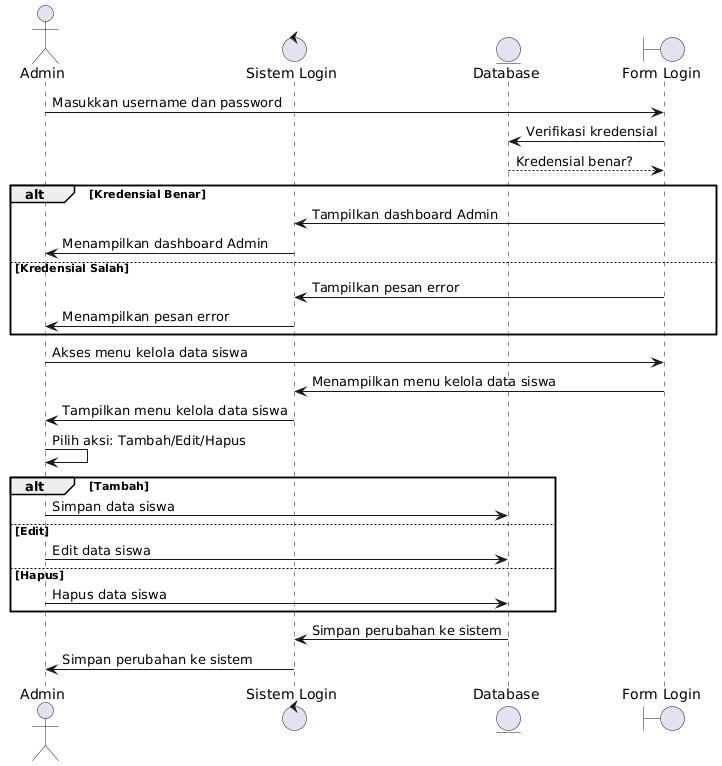 Admin
Sistem Login
Database
Form Login
Masukkan username dan password
Verifikasi kredensial
Kredensial benar?
alt [Kredensial Benar]
Tampilkan dashboard Admin
Menampilkan dashboard Admin
[Kredensial Salah]
Tampilkan pesan error
Menampilkan pesan error
Akses menu kelola data siswa
Menampilkan menu kelola data siswa
Tampilkan menu kelola data siswa
Pilih aksi: Tambah/Edit/Hapus
alt [Tambah]
Simpan data siswa
[Edit]
Edit data siswa
[Hapus]
Hapus data siswa
Simpan perubahan ke sistem
Simpan perubahan ke sistem
Admin
Sistem Login
Database
Form Login